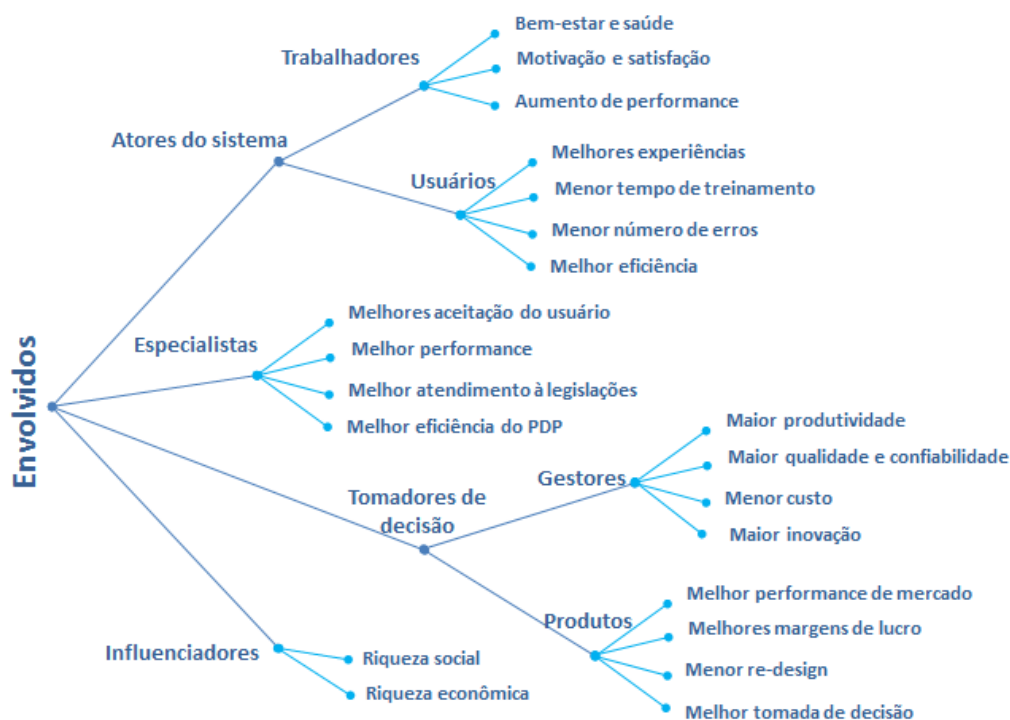 Envolvidos
Atores do sistema
Trabalhadores
Bem-estar e saúde
Motivação e satisfação
Aumento de performance
Usuários
Melhores experiências
Menor tempo de treinamento
Menor número de erros
Melhor eficiência
Especialistas
Melhores aceitação do usuário
Melhor performance
Melhor atendimento à legislações
Melhor eficiência do PDP
Tomadores de
decisão
Gestores
Maior produtividade
Maior qualidade e confiabilidade
Menor custo
Maior inovação
Produtos
Melhor performance de mercado
Melhores margens de lucro
Menor re-design
Melhor tomada de decisão
Influenciadores
Riqueza social
Riqueza econômica